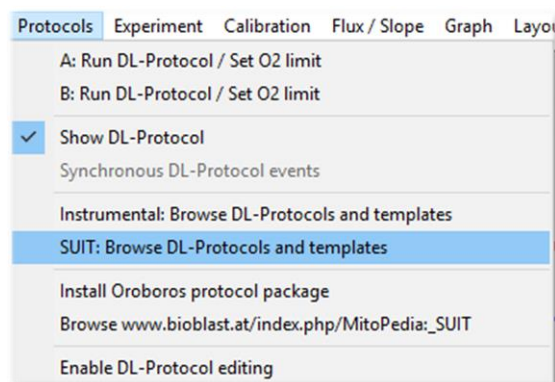 Protocols Experiment Calibration Flux / Slope Graph Layou
A: Run DL-Protocol / Set O2 limit
B: Run DL-Protocol / Set O2 limit
Show DL-Protocol
Synchronous DL-Protocol events
Instrumental: Browse DL-Protocols and templates
SUIT: Browse DL-Protocols and templates
Install Oroboros protocol package
Browse www.bioblast.at/index.php/MitoPedia:_SUIT
Enable DL-Protocol editing